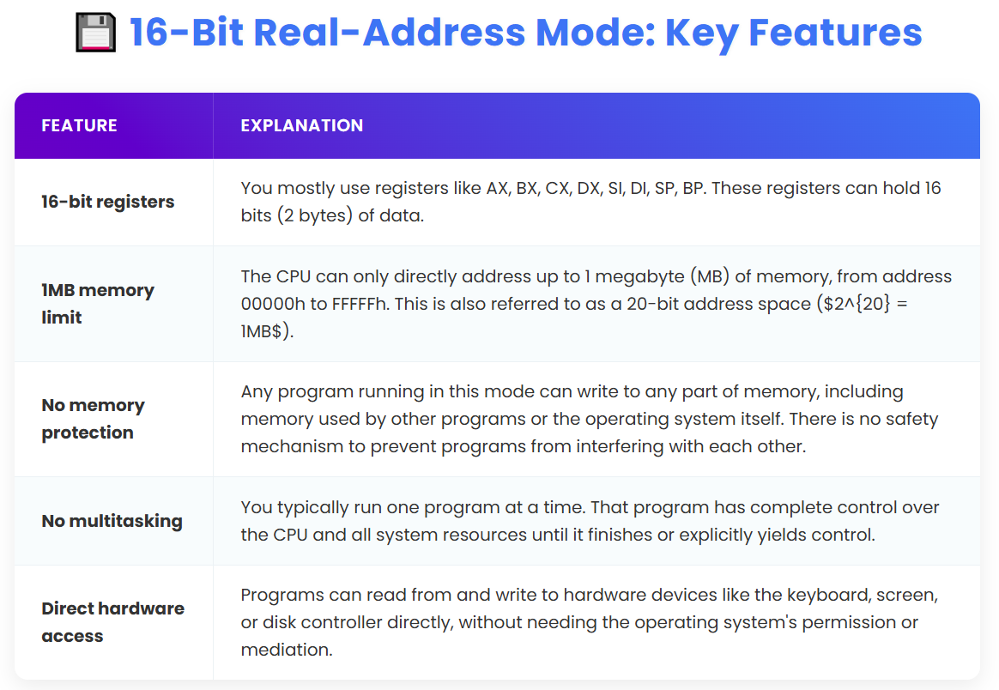 16-Bit Real-Address Mode: Key Features
FEATURE
EXPLANATION
16-bit registers
You mostly use registers like AX, BX, CX, DX, SI, DI, SP, BP. These registers can hold 16
bits (2 bytes) of data.
1MB memory
limit
The CPU can only directly address up to 1 megabyte (MB) of memory, from address
00000h to FFFFFh. This is also referred to as a 20-bit address space ($2^{20} =
1MB$).
No memory
protection
Any program running in this mode can write to any part of memory, including
memory used by other programs or the operating system itself. There is no safety
mechanism to prevent programs from interfering with each other.
No multitasking
You typically run one program at a time. That program has complete control over
the CPU and all system resources until it finishes or explicitly yields control.
Direct hardware
access
Programs can read from and write to hardware devices like the keyboard, screen,
or disk controller directly, without needing the operating system's permission or
mediation.